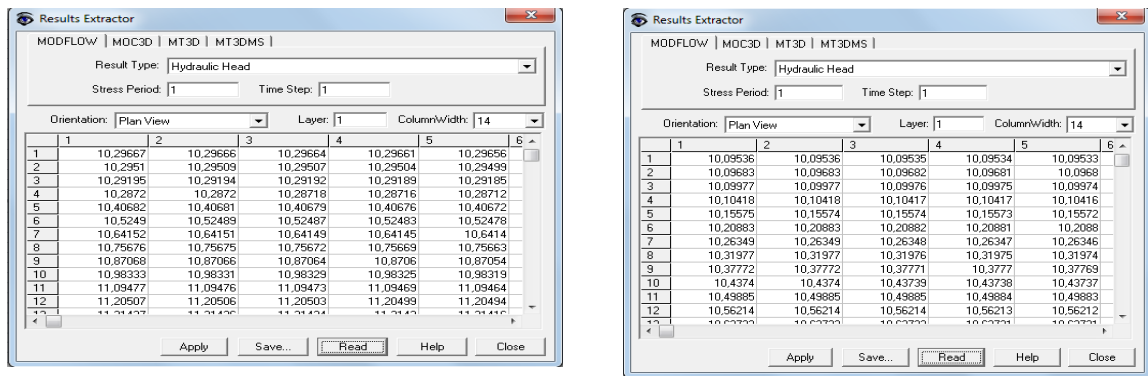 Results Extractor
MODFLOW | MOC3D | MT3D | MT3DMS |
Result Type: Hydraulic Head
Stress Period: 1 Time Step: 1
Orientation: Plan View Layer: 1 ColumnWidth: 14
1 2 3 4 5 6
1 10,29667 10,29666 10,29664 10,29661 10,29656
2 10,2951 10,29509 10,29507 10,29504 10,29499
3 10,29195 10,29194 10,29192 10,29189 10,29185
4 10,2872 10,2872 10,28718 10,28716 10,28712
5 10,40682 10,40681 10,40679 10,40676 10,40672
6 10,5249 10,52489 10,52487 10,52483 10,52478
7 10,64152 10,64151 10,64149 10,64145 10,6414
8 10,75676 10,75675 10,75672 10,75669 10,75663
9 10,87068 10,87066 10,87064 10,8706 10,87054
10 10,98333 10,98331 10,98329 10,98325 10,98319
11 11,09477 11,09476 11,09473 11,09469 11,09464
12 11,20507 11,20506 11,20503 11,20499 11,20494
Apply Save... Read Help Close
Results Extractor
MODFLOW | MOC3D | MT3D | MT3DMS |
Result Type: Hydraulic Head
Stress Period: 1 Time Step: 1
Orientation: Plan View Layer: 1 ColumnWidth: 14
1 2 3 4 5 6
1 10,09536 10,09536 10,09535 10,09534 10,09533
2 10,09683 10,09683 10,09682 10,09681 10,0968
3 10,09977 10,09977 10,09976 10,09975 10,09974
4 10,10418 10,10418 10,10417 10,10417 10,10416
5 10,15575 10,15574 10,15574 10,15573 10,15572
6 10,20883 10,20883 10,20882 10,20881 10,2088
7 10,26349 10,26349 10,26348 10,26347 10,26346
8 10,31977 10,31977 10,31976 10,31975 10,31974
9 10,37772 10,37772 10,37771 10,3777 10,37769
10 10,4374 10,4374 10,43739 10,43738 10,43737
11 10,49885 10,49885 10,49885 10,49884 10,49883
12 10,56214 10,56214 10,56214 10,56213 10,56212
Apply Save... Read Help Close